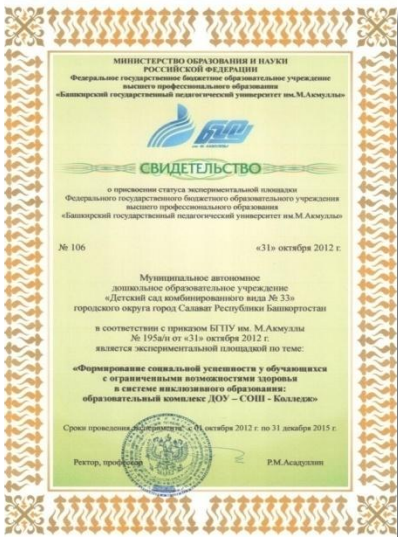 МИНИСТЕРСТВО ОБРАЗОВАНИЯ И НАУКИ
РОССИЙСКОЙ ФЕДЕРАЦИИ
Федеральное государственное бюджетное образовательное учреждение
высшего профессионального образования
«Башкирский государственный педагогический университет им.М.Акмуллы»
БГПУ
им. М. Акмуллы
СВИДЕТЕЛЬСТВО
о присвоении статуса экспериментальной площадки
Федерального государственного бюджетного образовательного учреждения
высшего профессионального образования
«Башкирский государственный педагогический университет им.М.Акмуллы»
№ 106 «31» октября 2012 г.
Муниципальное автономное
дошкольное образовательное учреждение
«Детский сад комбинированного вида № 33»
городского округа город Салават Республики Башкортостан
в соответствии с приказом БГПУ им. М.Акмуллы
№ 195а/н от «31» октября 2012 г.
является экспериментальной площадкой по теме:
«Формирование социальной успешности у обучающихся
с ограниченными возможностями здоровья
в системе инклюзивного образования:
образовательный комплекс ДОУ – СОШ - Колледж»
Сроки проведения эксперимента: с 01 октября 2012 г. по 31 декабря 2015 г.
Ректор, профессор Р.М.Асадуллин